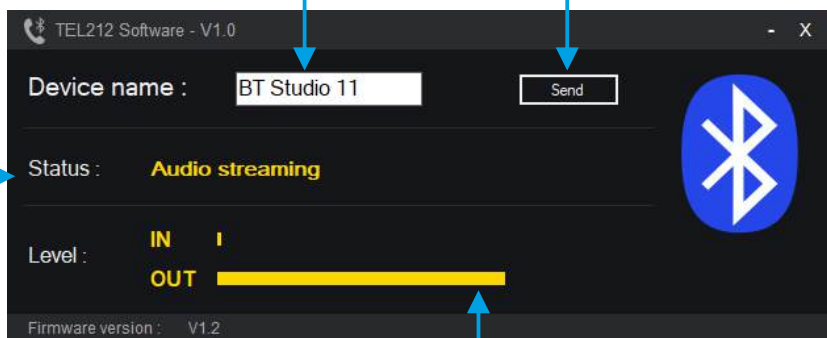 TEL212 Software - V1.0
- X
Device name : BT Studio 11 Send
Status : Audio streaming
Level :
IN
OUT
Firmware version : V1.2